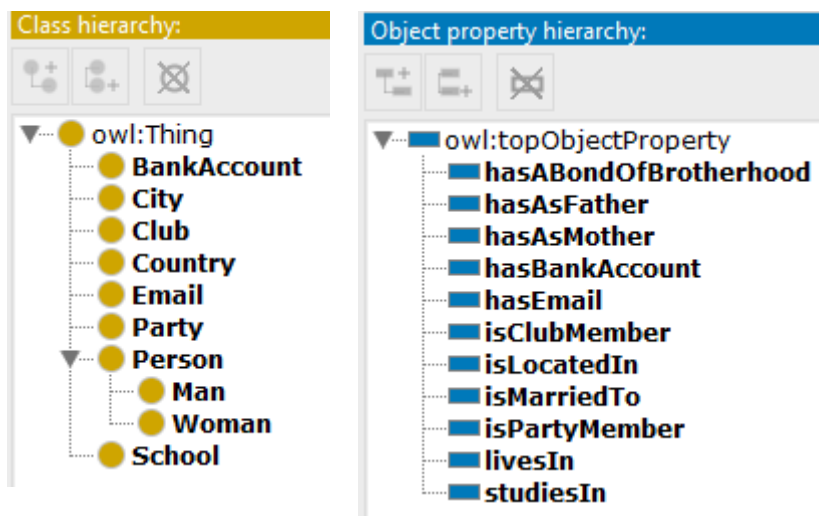 Class hierarchy:
owl:Thing
BankAccount
City
Club
Country
Email
Party
Person
Man
Woman
School
Object property hierarchy:
owl:topObjectProperty
hasABondOfBrotherhood
hasAsFather
hasAsMother
hasBankAccount
hasEmail
isClubMember
isLocatedIn
isMarriedTo
isPartyMember
livesIn
studiesIn